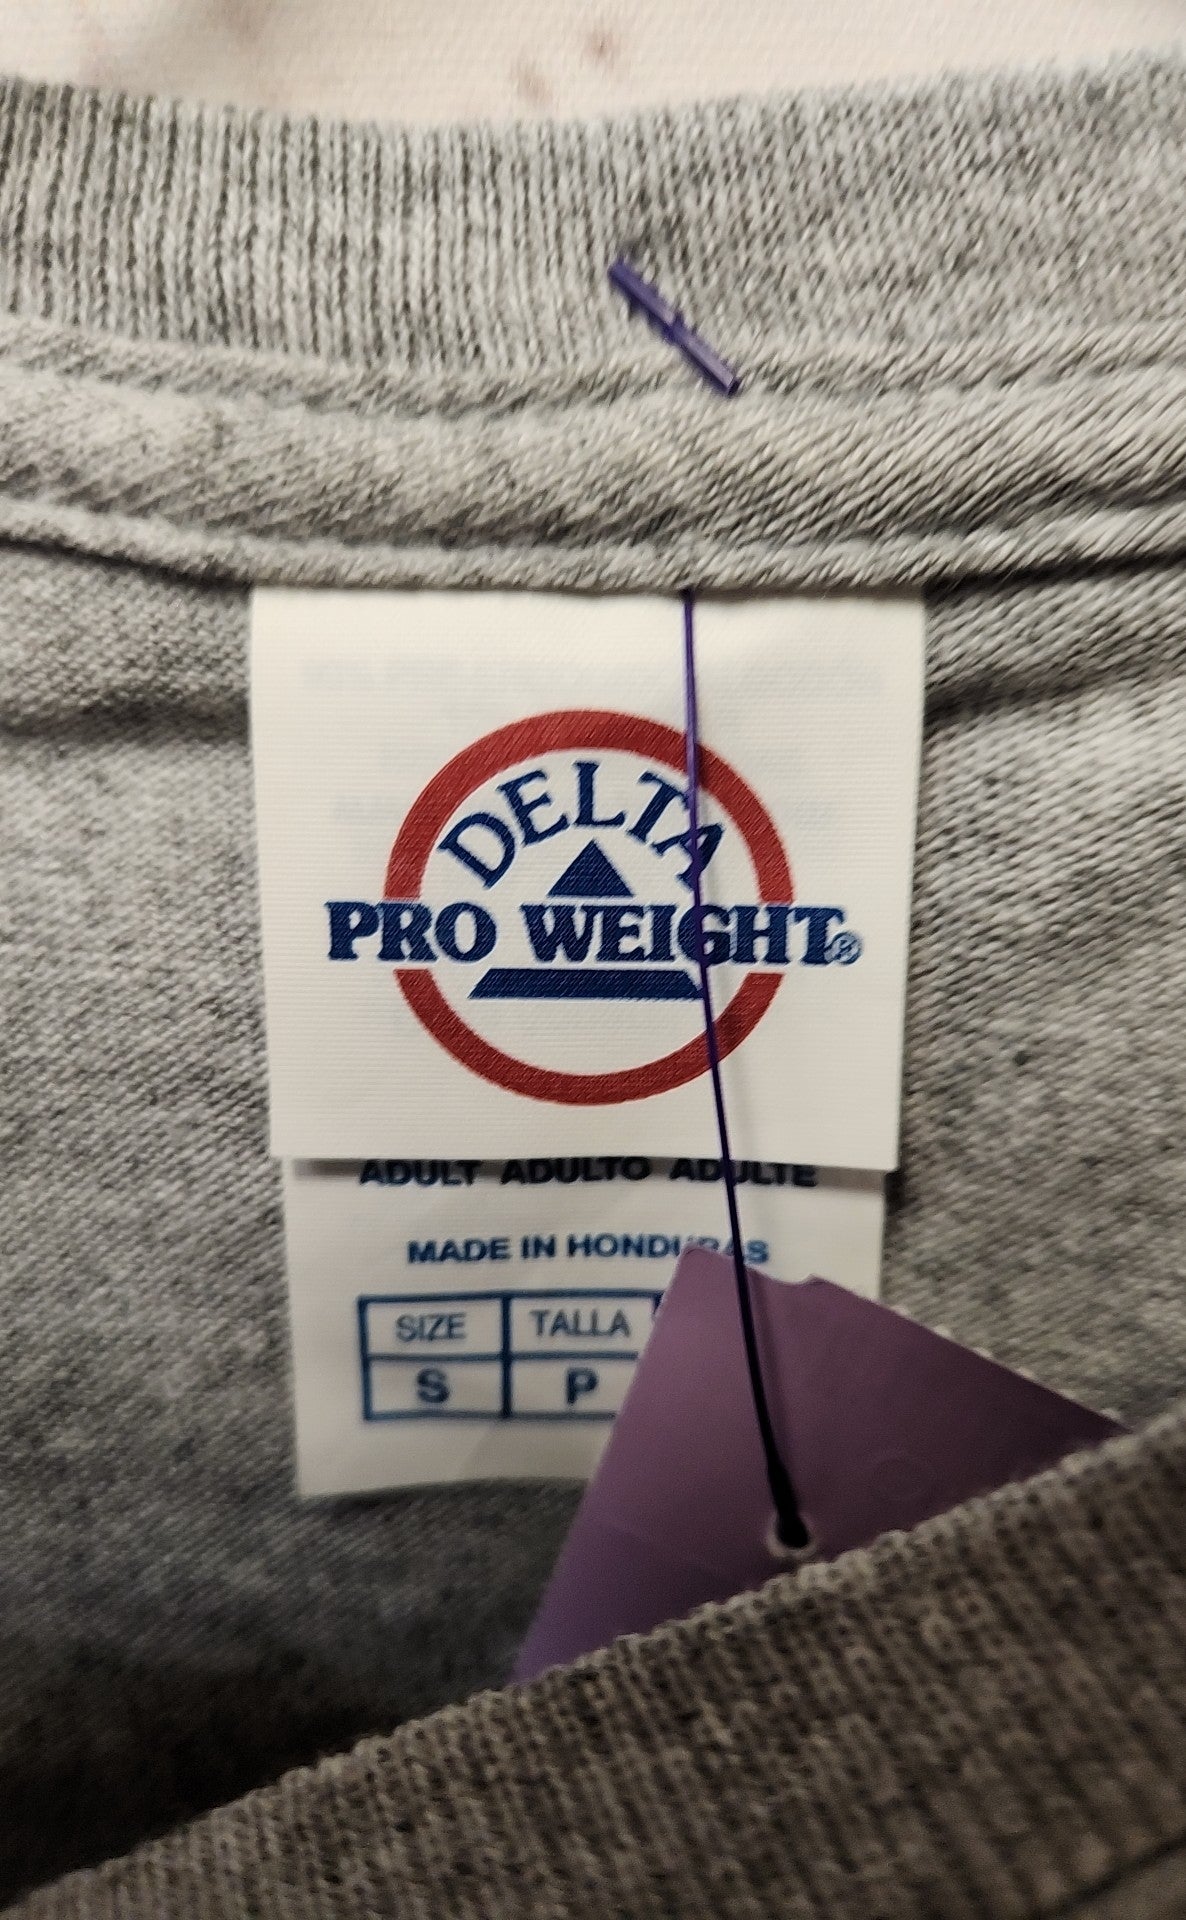 DELTA
PRO WEIGHT®
ADULT ADULTO ADULTE
MADE IN HONDURAS
SIZE TALLA
S P